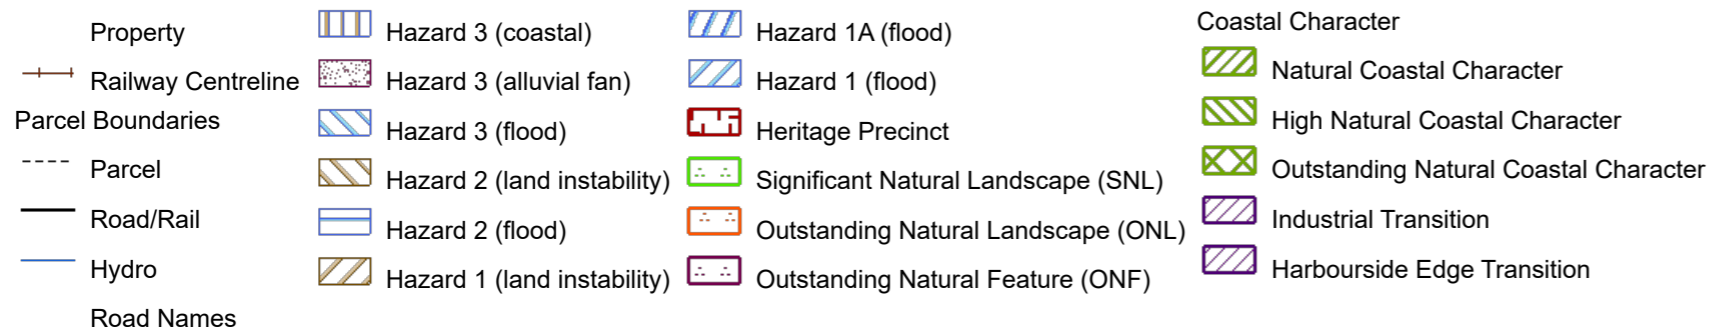 Property
Railway Centreline
Parcel Boundaries
Parcel
Road/Rail
Hydro
Road Names
Hazard 3 (coastal)
Hazard 3 (alluvial fan)
Hazard 3 (flood)
Hazard 2 (land instability)
Hazard 2 (flood)
Hazard 1 (land instability)
Hazard 1A (flood)
Hazard 1 (flood)
Heritage Precinct
Significant Natural Landscape (SNL)
Outstanding Natural Landscape (ONL)
Outstanding Natural Feature (ONF)
Coastal Character
Natural Coastal Character
High Natural Coastal Character
Outstanding Natural Coastal Character
Industrial Transition
Harbourside Edge Transition